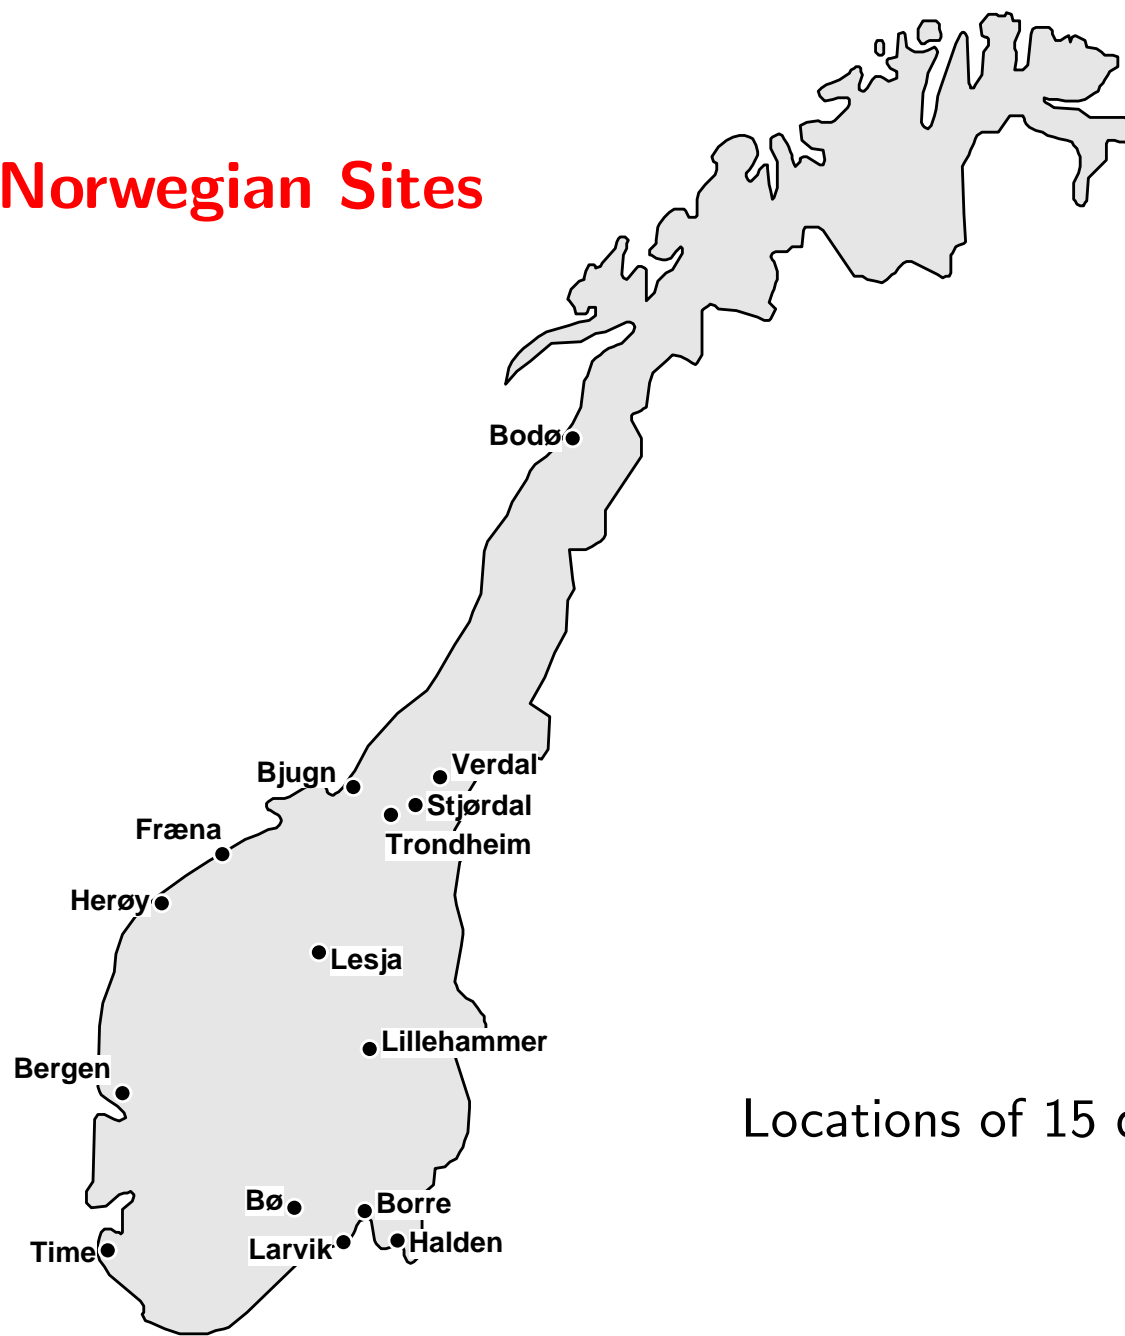 Norwegian Sites
Bodø
Verdal
Bjugn
Stjørdal
Fræna
Trondheim
Herøy
Lesja
Lillehammer
Bergen
Locations of 15
Bø
Borre
Larvik
Halden
Time